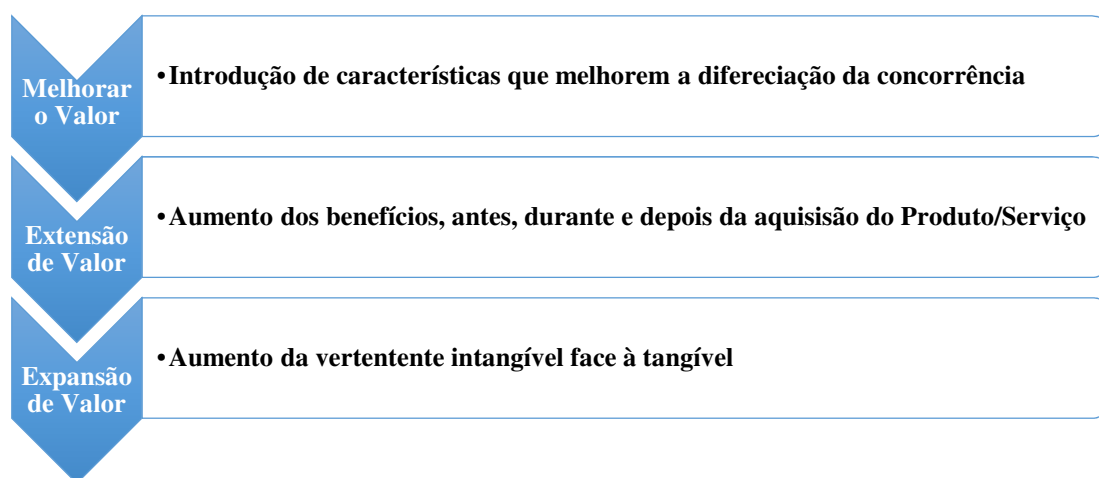 Melhorar
o Valor
•Introdução de características que melhorem a difereciação da concorrência
Extensão
de Valor
•Aumento dos benefícios, antes, durante e depois da aquisisão do Produto/Serviço
Expansão
de Valor
•Aumento da vertentente intangível face à tangível